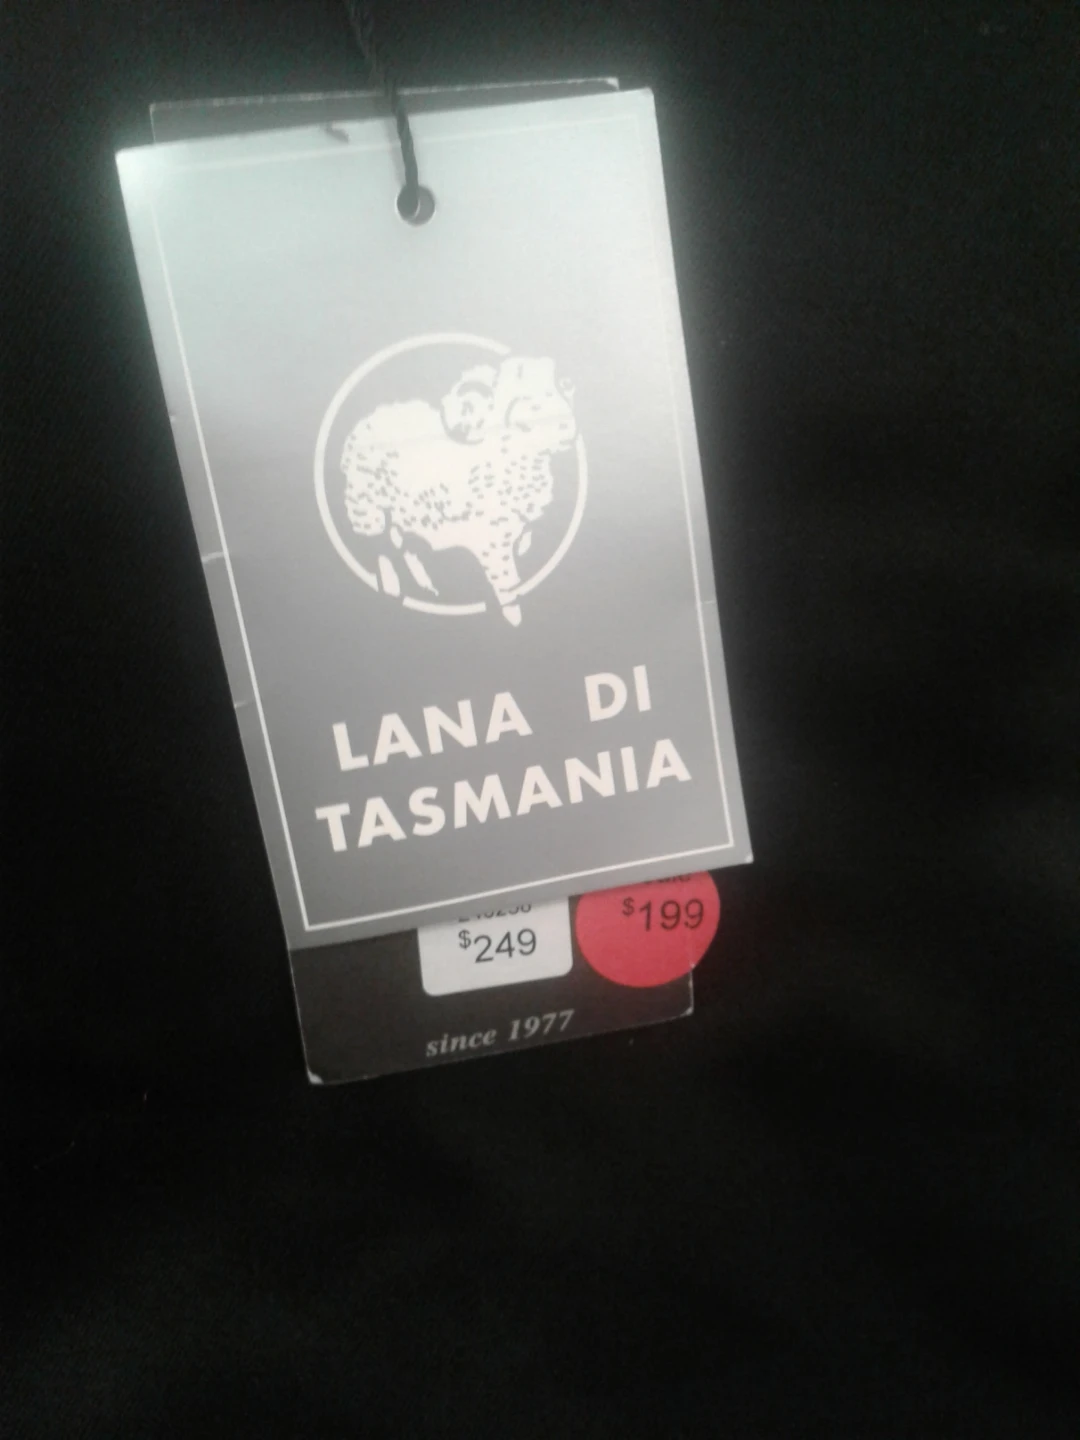 LANA DI
TASMANIA
$249
$199
since 1977